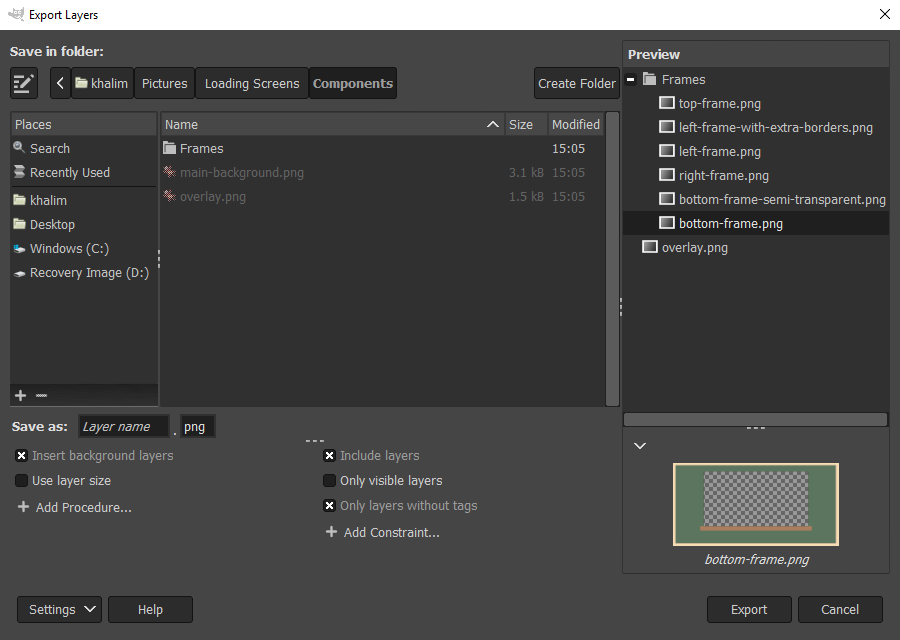 Export Layers
Save in folder:
khalim Pictures Loading Screens Components Create Folder
Places
Search
Recently Used
khalim
Desktop
Windows (C:)
Recovery Image (D:)
Name Size Modified
Frames 15:05
main-background.png 3.1 kB 15:05
overlay.png 1.5 kB 15:05
Preview
Frames
top-frame.png
left-frame-with-extra-borders.png
left-frame.png
right-frame.png
bottom-frame-semi-transparent.png
bottom-frame.png
overlay.png
Save as: Layer name . png
Insert background layers
Use layer size
Add Procedure...
Include layers
Only visible layers
Only layers without tags
Add Constraint...
bottom-frame.png
Settings Help Export Cancel